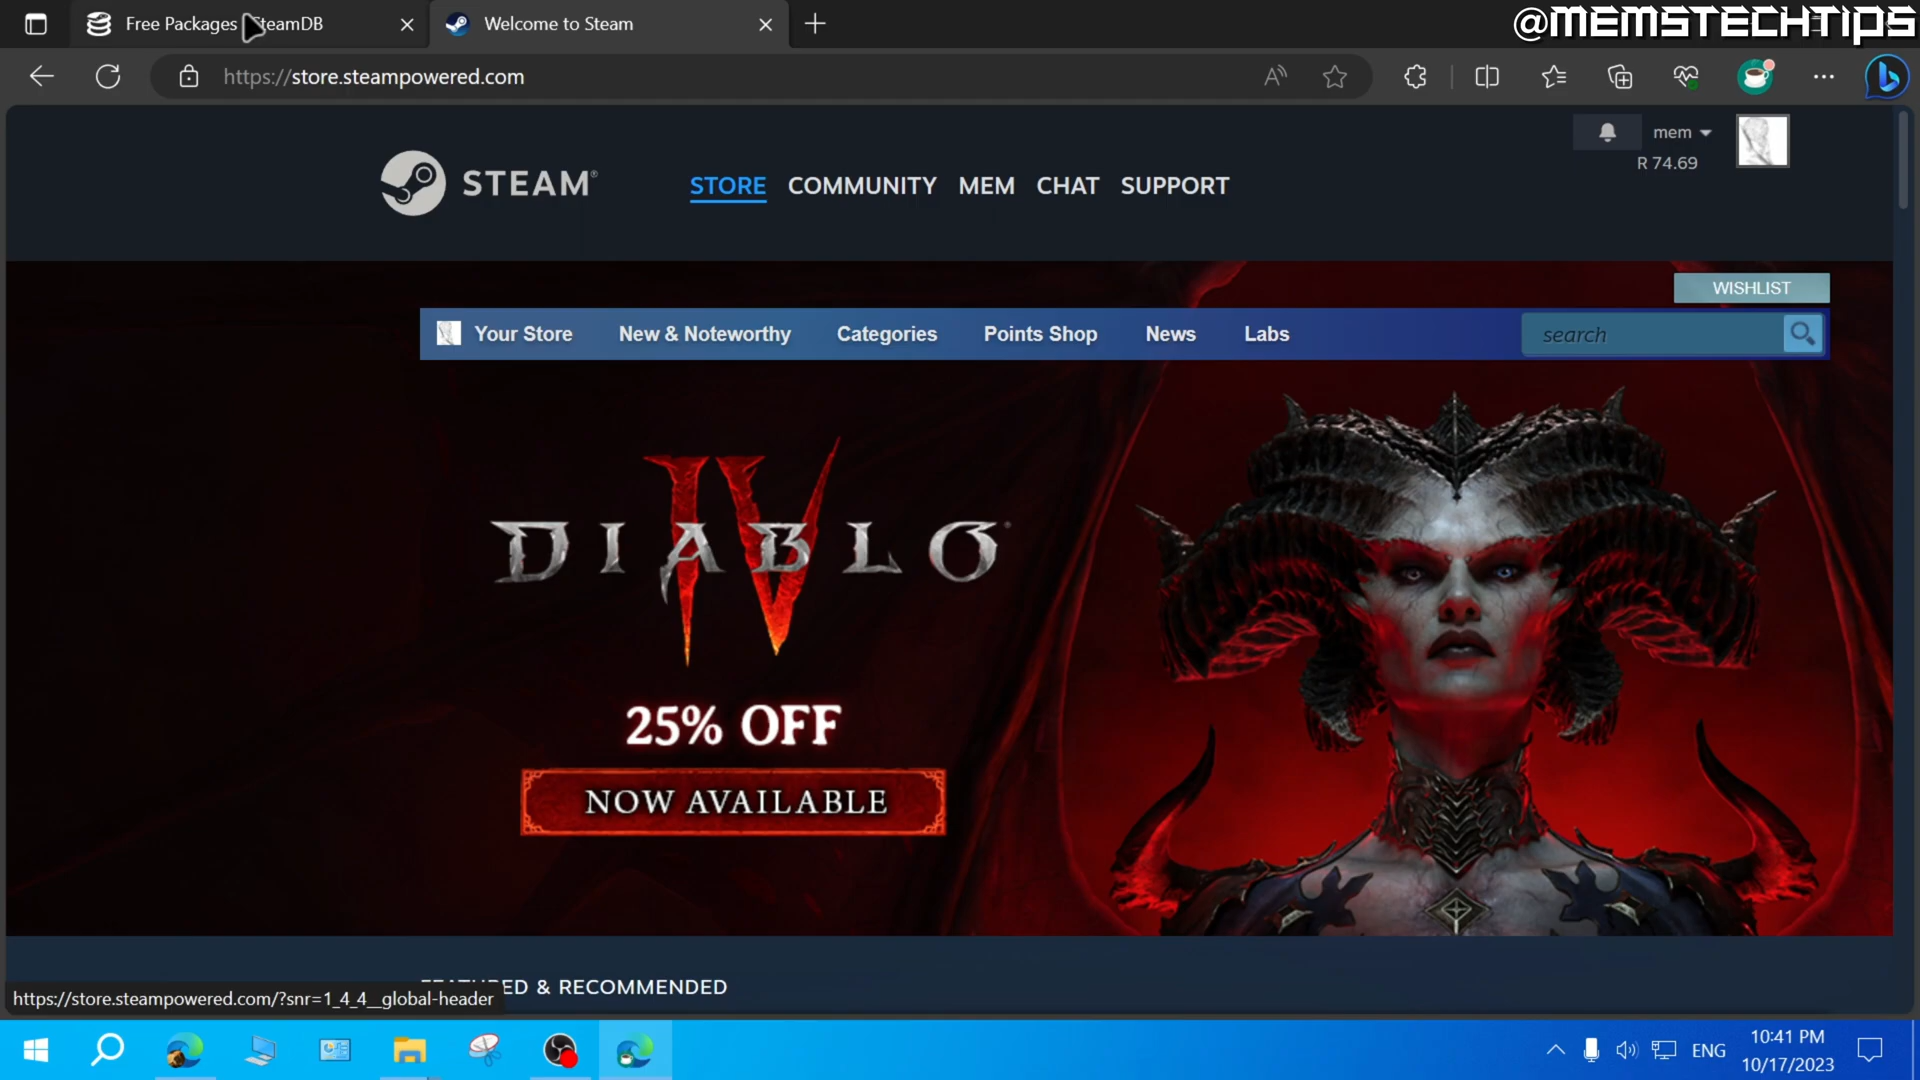 Free Packages SteamDB
Welcome to Steam
@MEMSTECHTIPS
https://store.steampowered.com
STEAM®
STORE
COMMUNITY
MEM
CHAT
SUPPORT
mem
R 74.69
WISHLIST
Your Store
New & Noteworthy
Categories
Points Shop
News
Labs
search
DIABLO IV
25% OFF
NOW AVAILABLE
FEATURED & RECOMMENDED
https://store.steampowered.com/?snr=1_4_4__global-header
ENG
10:41 PM
10/17/2023